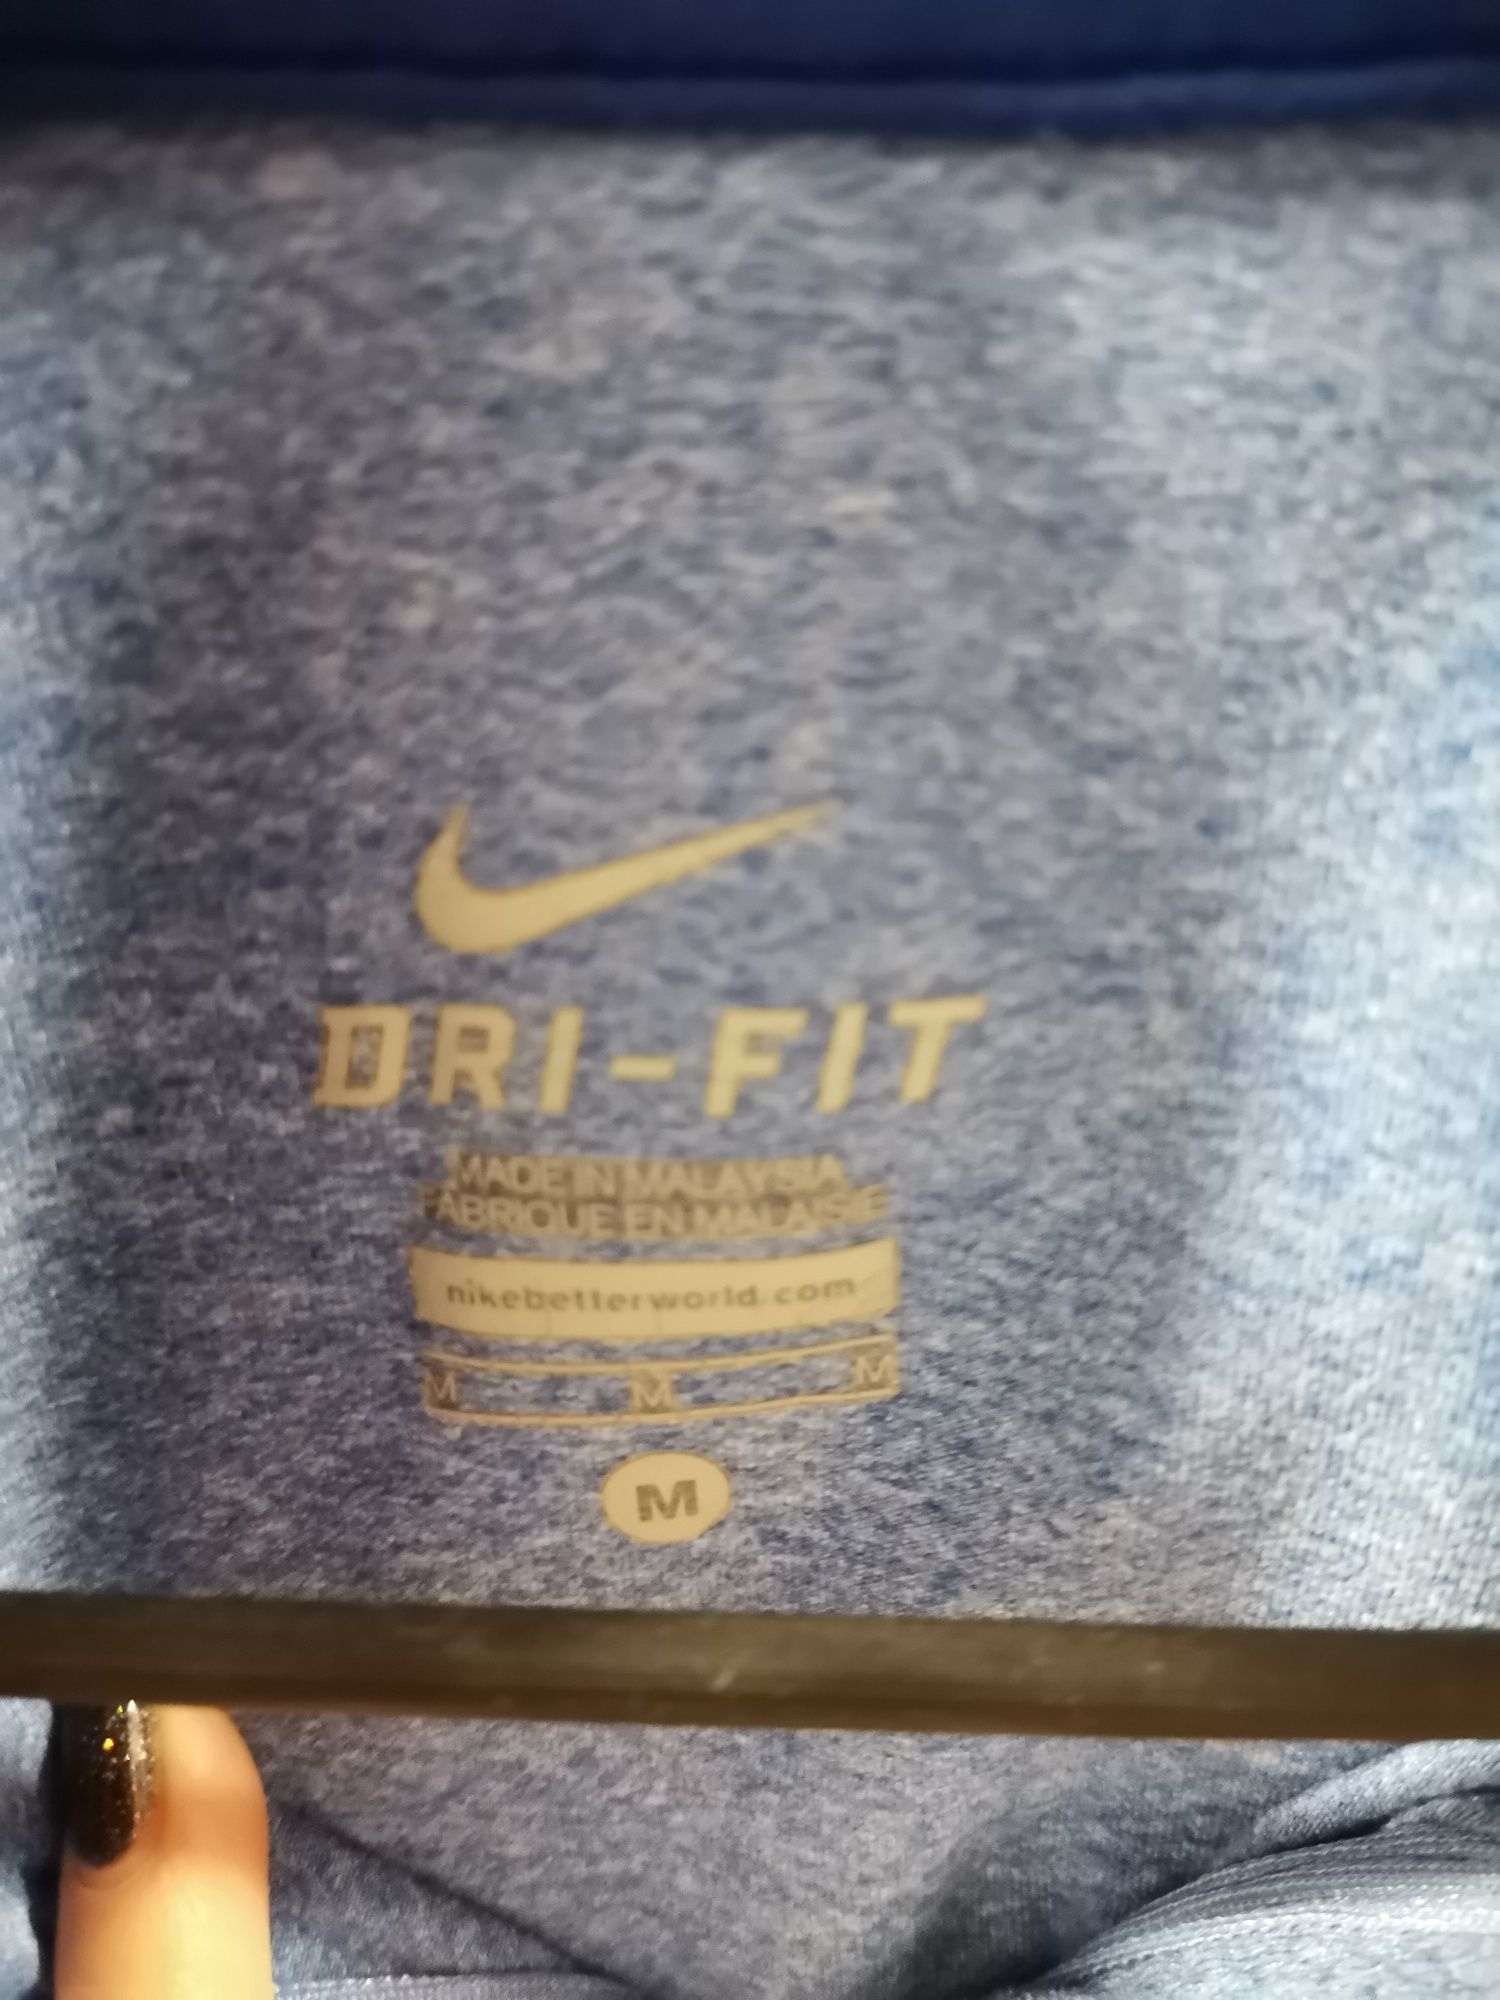 DRI-FIT
MADE IN MALAYSIA
FABRIQUE EN MALAISIE
nikebetterworld.com
M M M
M